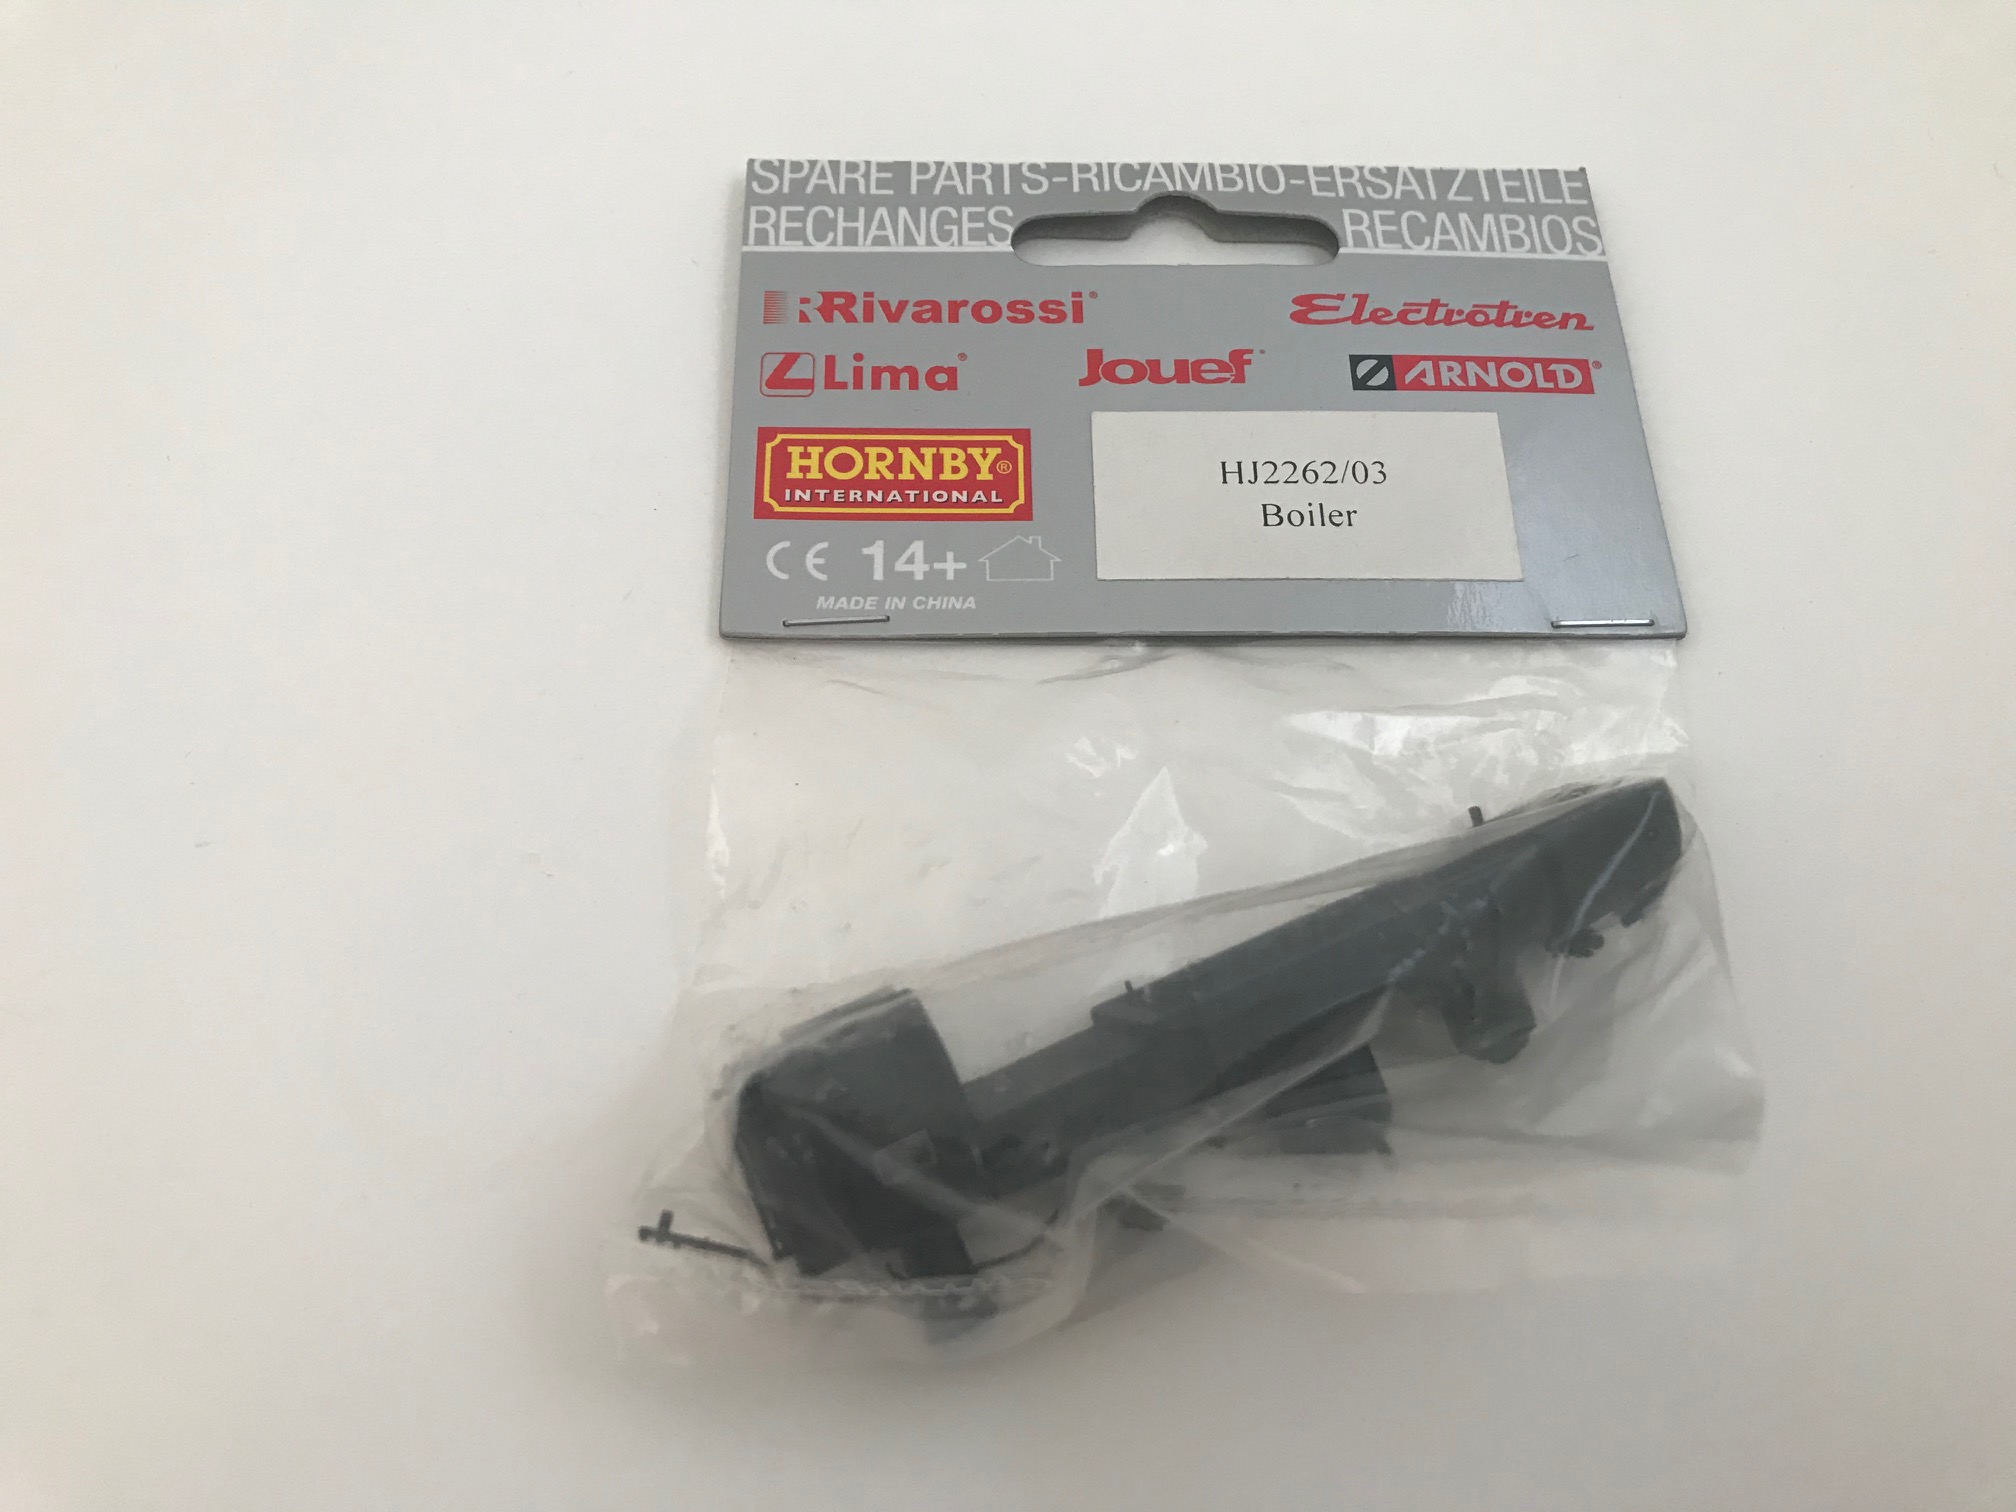 SPARE PARTS-RICAMBIO-ERSATZTEILE
RECHANGES RECAMBIOS
Rivarossi® Electrotren
Lima® Jouef® ARNOLD®
HORNBY®
INTERNATIONAL
HJ2262/03
Boiler
CE 14+
MADE IN CHINA